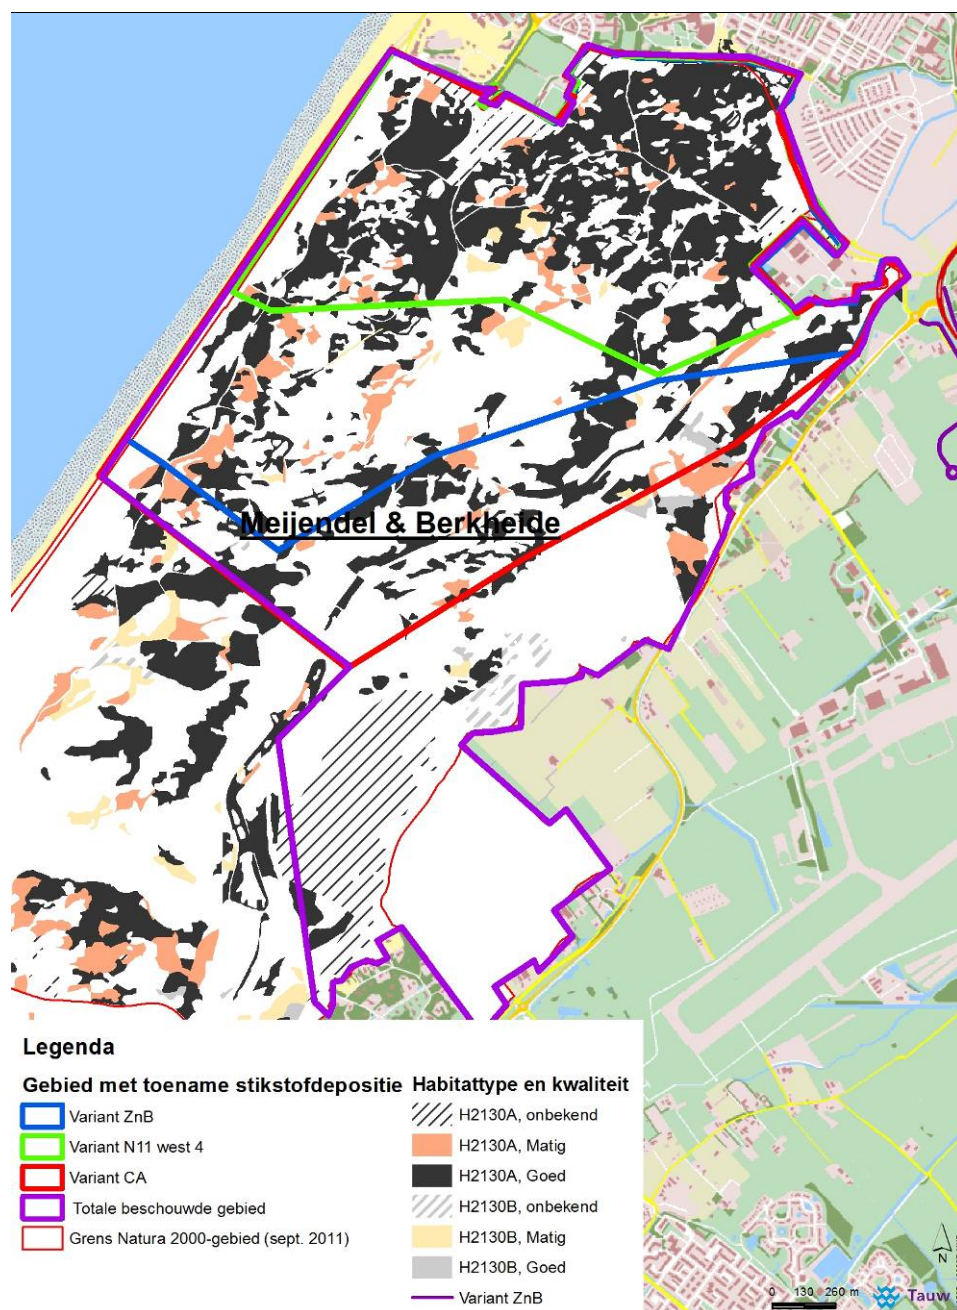 Meijendel & Berkheide
Legenda
Gebied met toename stikstofdepositie
Variant ZnB
Variant N11 west 4
Variant CA
Totale beschouwde gebied
Grens Natura 2000-gebied (sept. 2011)
Habitattype en kwaliteit
H2130A, onbekend
H2130A, Matig
H2130A, Goed
H2130B, onbekend
H2130B, Matig
H2130B, Goed
Variant ZnB
N
0 130 260 m
Tauw